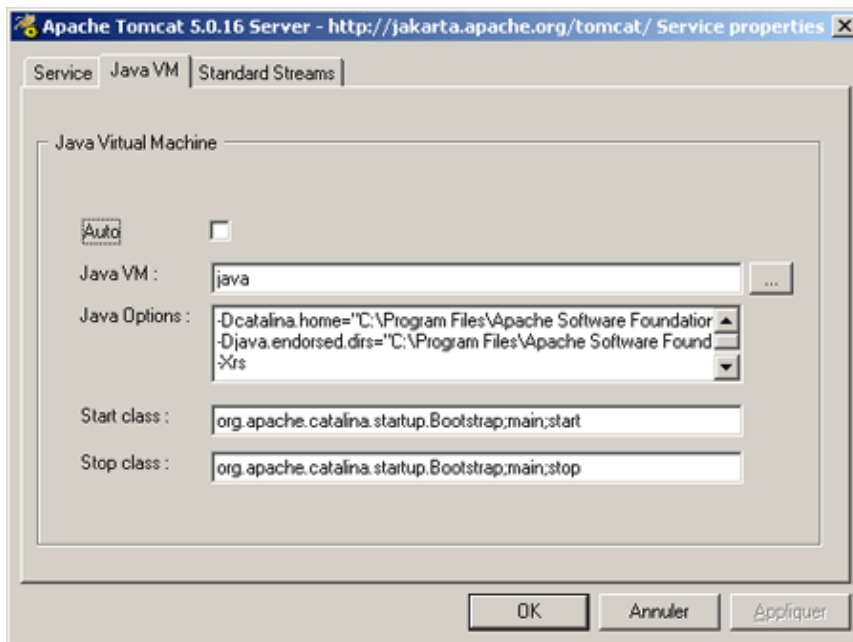 Apache Tomcat 5.0.16 Server - http://jakarta.apache.org/tomcat/ Service properties
Service Java VM Standard Streams
Java Virtual Machine
Auto
Java VM : java ...
Java Options : -Dcatalina.home="C:\Program Files\Apache Software Foundation
-Djava.endorsed.dirs="C:\Program Files\Apache Software Found
-Xrs
Start class : org.apache.catalina.startup.Bootstrap;main;start
Stop class : org.apache.catalina.startup.Bootstrap;main;stop
OK Annuler Appliquer